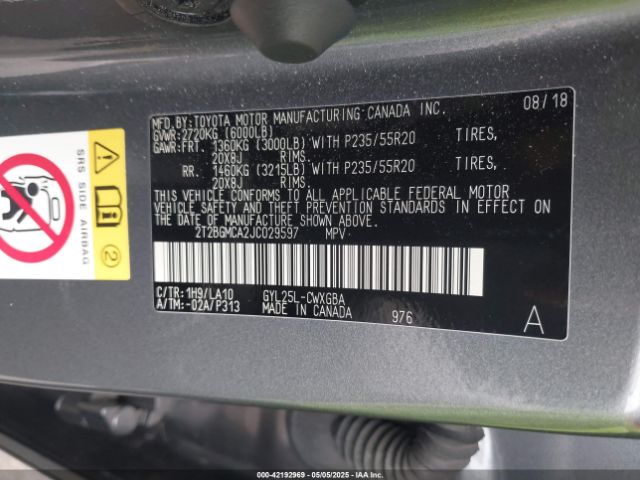 MFD.BY:TOYOTA MOTOR MANUFACTURING CANADA INC. 08/18
GVWR:2720KG (6000LB)
GAWR:FRT. 1360KG (3000LB) WITH P235/55R20 TIRES,
20X8J RIMS.
RR. 1460KG (3215LB) WITH P235/55R20 TIRES,
20X8J RIMS.
THIS VEHICLE CONFORMS TO ALL APPLICABLE FEDERAL MOTOR
VEHICLE SAFETY AND THEFT PREVENTION STANDARDS IN EFFECT ON
THE DATE OF MANUFACTURE SHOWN ABOVE.
2T2BGMCA2JC029597 MPV
C/TR:1H9/LA10 GYL25L-CWXGBA
A/TM:-02A/P313 MADE IN CANADA 976 A
SRS SIDE AIRBAG
2
000-42192969 05/05/2025 IAA Inc.